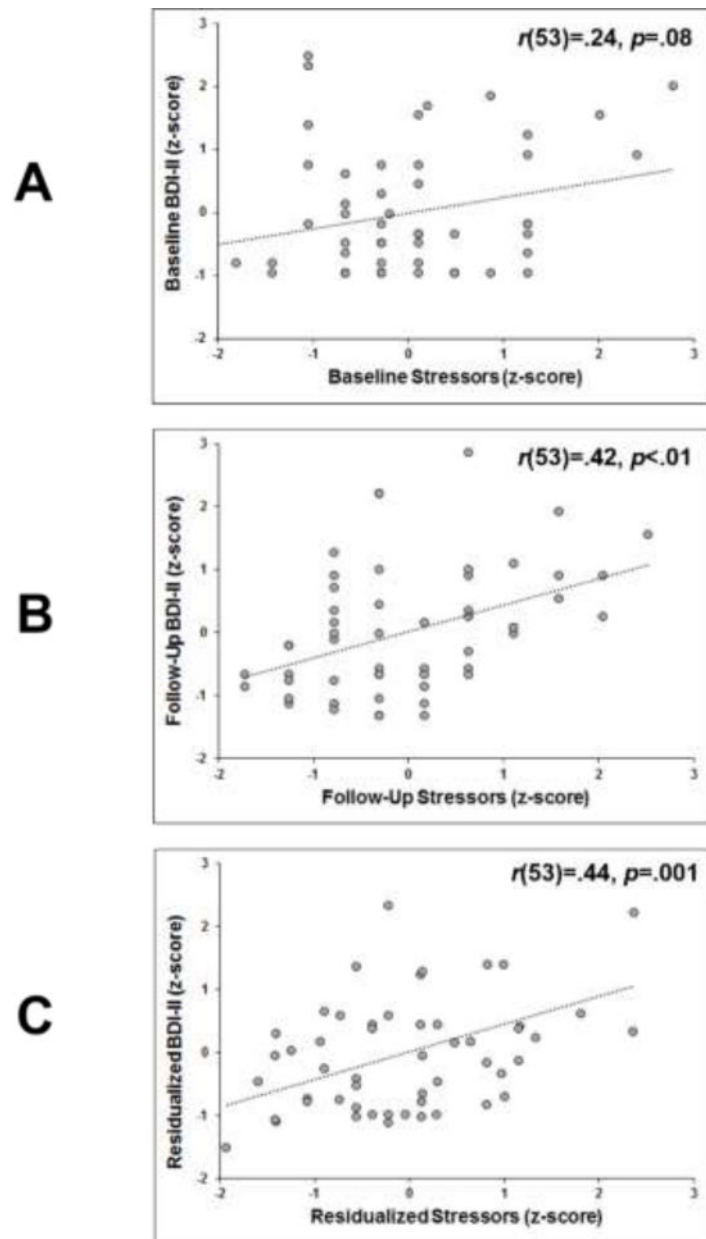 A
r(53)=.24, p=.08
Baseline BDI-II (z-score)
3
2
1
0
-1
-2
-2 -1 0 1 2 3
Baseline Stressors (z-score)
B
r(53)=.42, p<.01
Follow-Up BDI-II (z-score)
3
2
1
0
-1
-2
-2 -1 0 1 2 3
Follow-Up Stressors (z-score)
C
r(53)=.44, p=.001
Residualized BDI-II (z-score)
3
2
1
0
-1
-2
-2 -1 0 1 2 3
Residualized Stressors (z-score)